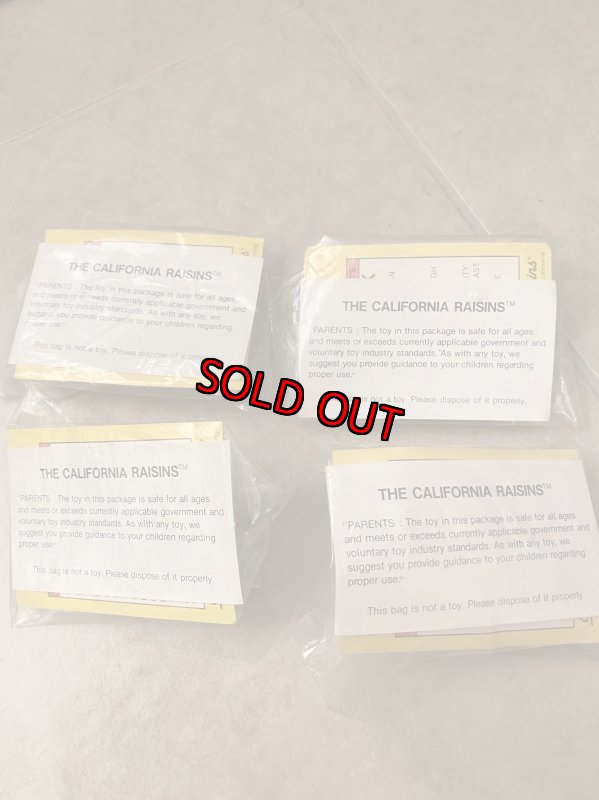 THE CALIFORNIA RAISINS™
"PARENTS : The toy in this package is safe for all ages
and meets or exceeds currently applicable government and
voluntary toy industry standards. As with any toy, we
suggest you provide guidance to your children regarding
proper use."
This bag is not a toy. Please dispose of it
THE CALIFORNIA RAISINS™
"PARENTS : The toy in this package is safe for all ages
and meets or exceeds currently applicable government and
voluntary toy industry standards. As with any toy, we
suggest you provide guidance to your children regarding
proper use."
is not a toy. Please dispose of it properly.
SOLD OUT
THE CALIFORNIA RAISINS™
"PARENTS : The toy in this package is safe for all ages
and meets or exceeds currently applicable government and
voluntary toy industry standards. As with any toy, we
suggest you provide guidance to your children regarding
proper use."
This bag is not a toy. Please dispose of it properly.
THE CALIFORNIA RAISINS™
"PARENTS : The toy in this package is safe for all ages
and meets or exceeds currently applicable government and
voluntary toy industry standards. As with any toy, we
suggest you provide guidance to your children regarding
proper use."
This bag is not a toy. Please dispose of it properly.